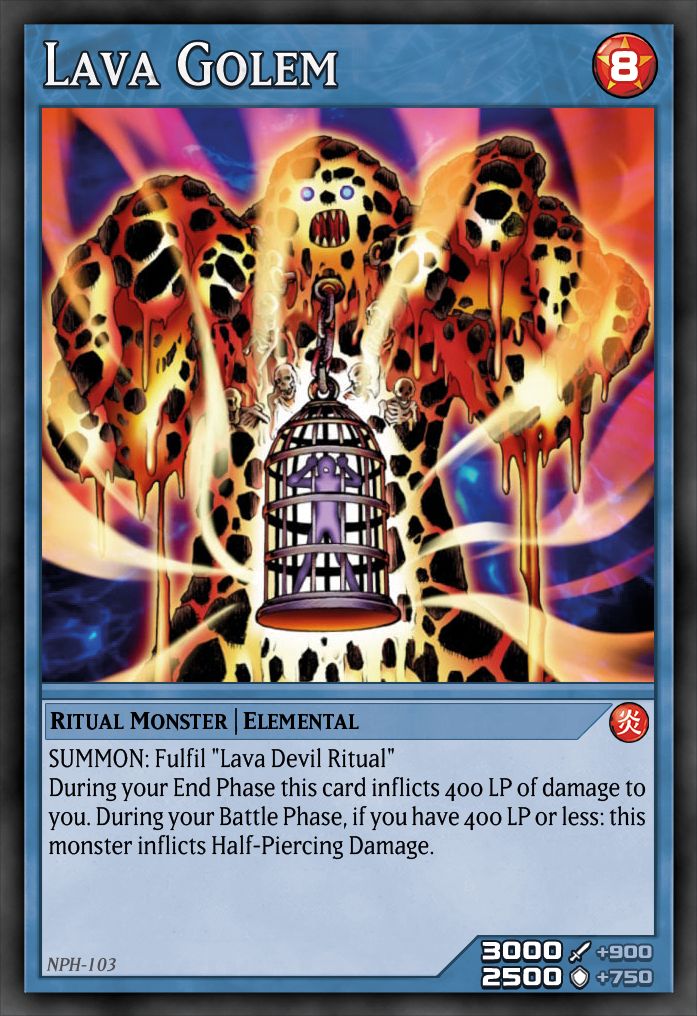 Lava Golem
8
Ritual Monster | Elemental
炎
SUMMON: Fulfil "Lava Devil Ritual"
During your End Phase this card inflicts 400 LP of damage to
you. During your Battle Phase, if you have 400 LP or less: this
monster inflicts Half-Piercing Damage.
NPH-103
3000 +900
2500 +750